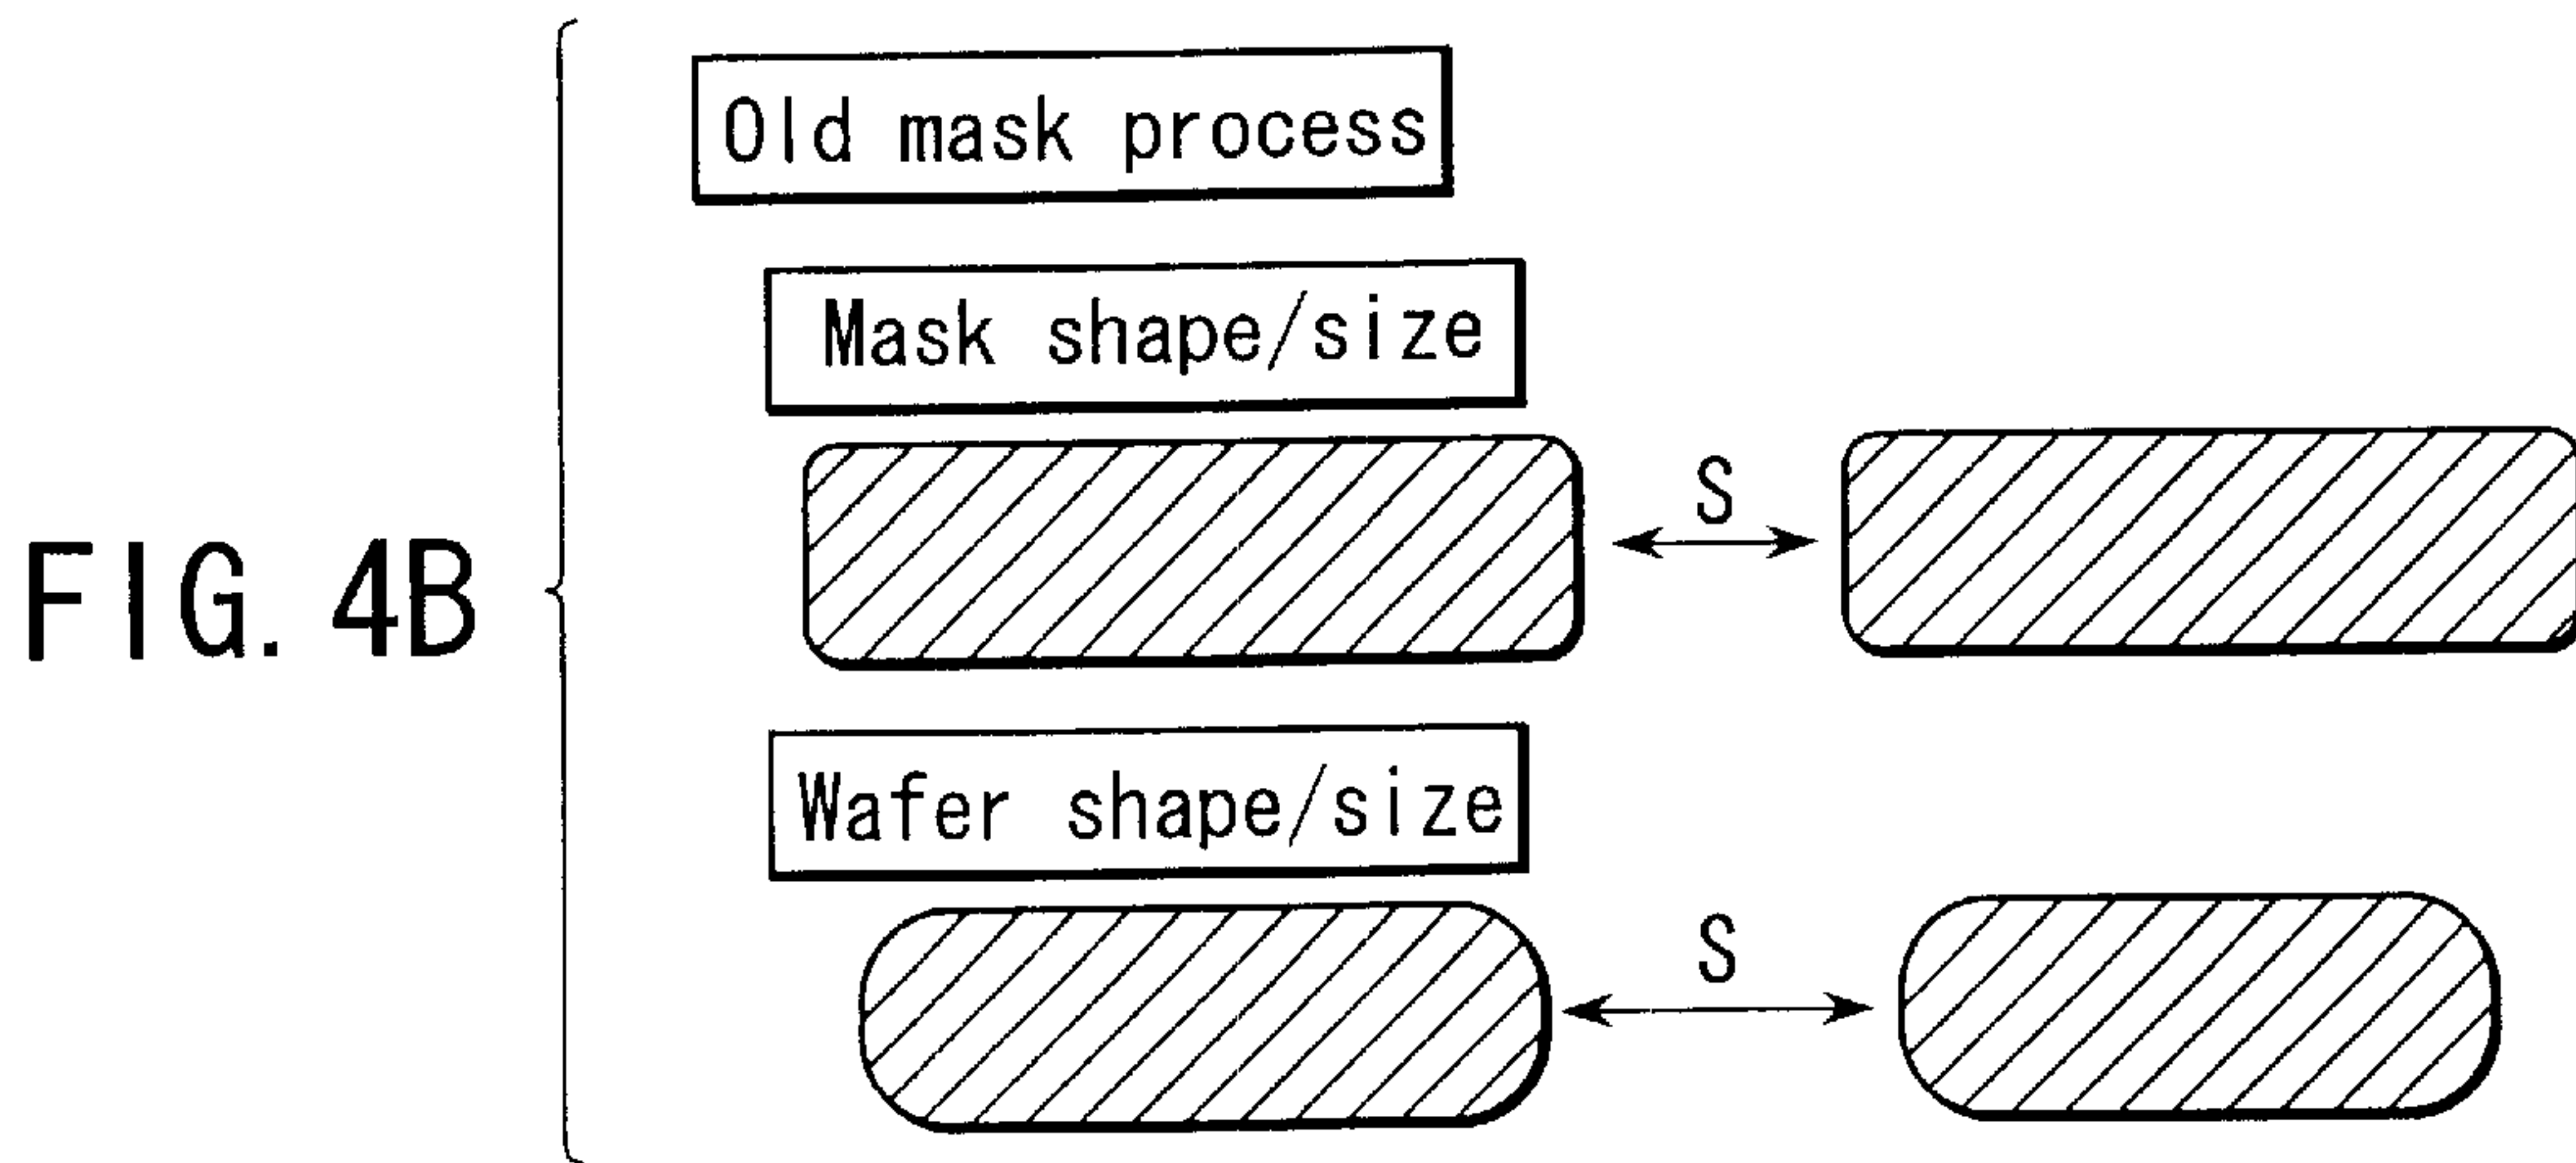 FIG. 4B
Old mask process
Mask shape/size
S
Wafer shape/size
S